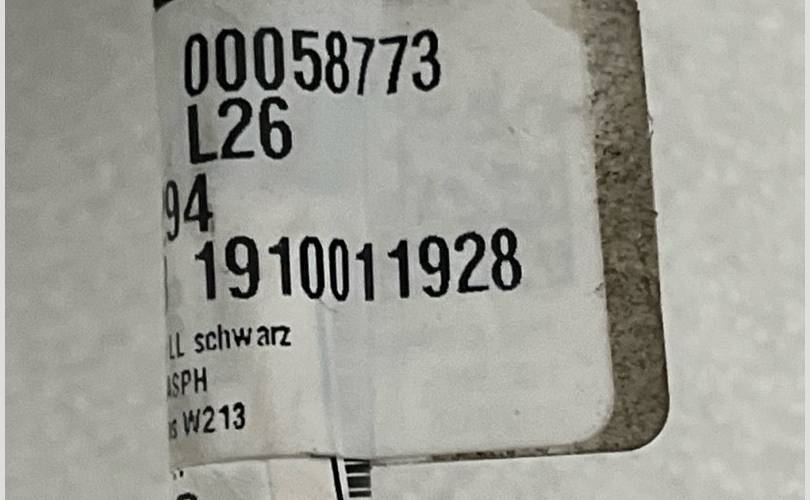 00058773
L26
94
1910011928
LL schwarz
ASPH
s W213